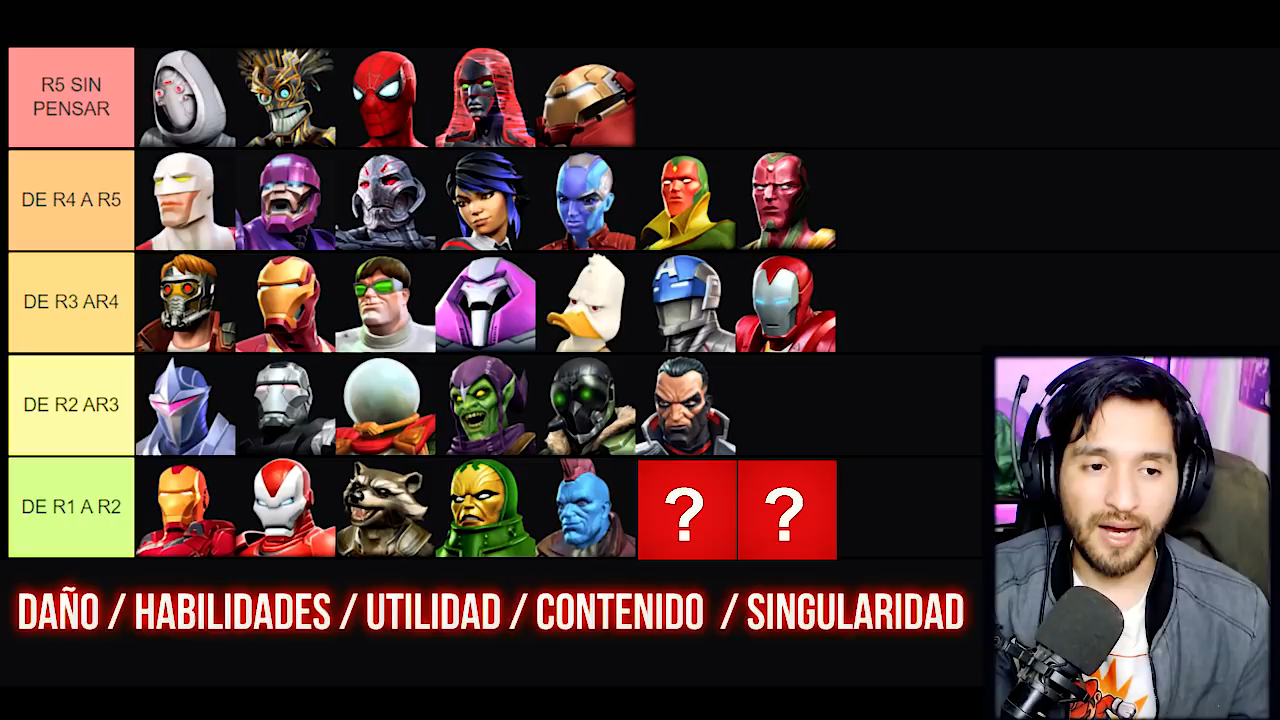 R5 SIN
PENSAR
DE R4 A R5
DE R3 AR4
DE R2 AR3
DE R1 A R2
? ?
DAÑO / HABILIDADES / UTILIDAD / CONTENIDO / SINGULARIDAD